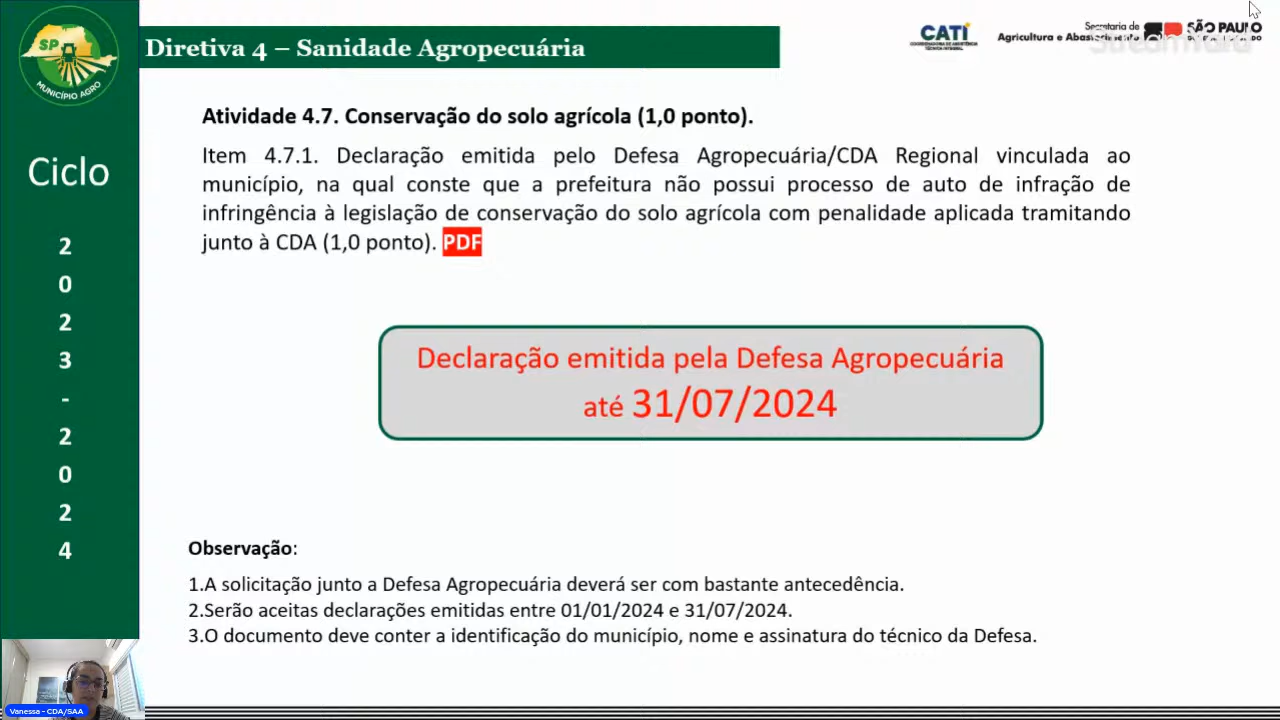 SP
MUNICÍPIO AGRO
Diretiva 4 – Sanidade Agropecuária
CATI
COORDENADORIA DE ASSISTÊNCIA
TÉCNICA INTEGRAL
Secretaria de
Agricultura e Abastecimento
SÃO PAULO
StreamYard
Ciclo
2
0
2
3
-
2
0
2
4
Atividade 4.7. Conservação do solo agrícola (1,0 ponto).
Item 4.7.1. Declaração emitida pelo Defesa Agropecuária/CDA Regional vinculada ao
município, na qual conste que a prefeitura não possui processo de auto de infração de
infringência à legislação de conservação do solo agrícola com penalidade aplicada tramitando
junto à CDA (1,0 ponto). PDF
Declaração emitida pela Defesa Agropecuária
até 31/07/2024
Observação:
1.A solicitação junto a Defesa Agropecuária deverá ser com bastante antecedência.
2.Serão aceitas declarações emitidas entre 01/01/2024 e 31/07/2024.
3.O documento deve conter a identificação do município, nome e assinatura do técnico da Defesa.
Vanessa - CDA/SAA